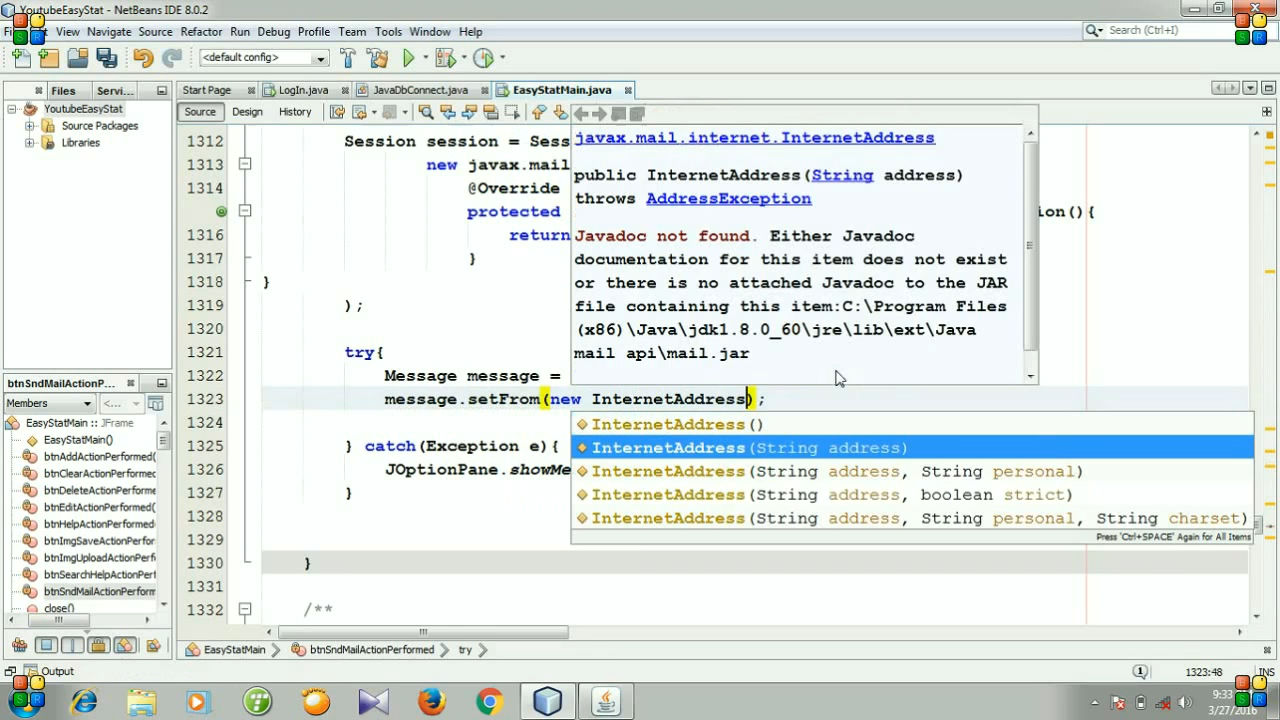 YoutubeEasyStat - NetBeans IDE 8.0.2
View Navigate Source Refactor Run Debug Profile Team Tools Window Help
Search (Ctrl+I)
<default config>
Files Servi...
Start Page LogIn.java JavaDbConnect.java EasyStatMain.java
YoutubeEasyStat
Source Packages
Libraries
Source Design History
1312 Session session = Sess
1313 new javax.mail
1314 @Override
protected ion(){
1316 return
1317 }
1318 }
1319 );
1320
1321 try{
1322 Message message =
1323 message.setFrom(new InternetAddress);
1324
1325 } catch(Exception e){
1326 JOptionPane.showMe
1327 }
1328
1329
1330 }
1331
1332 /**
javax.mail.internet.InternetAddress
public InternetAddress(String address)
throws AddressException
Javadoc not found. Either Javadoc
documentation for this item does not exist
or there is no attached Javadoc to the JAR
file containing this item:C:\Program Files
(x86)\Java\jdk1.8.0_60\jre\lib\ext\Java
mail api\mail.jar
InternetAddress()
InternetAddress(String address)
InternetAddress(String address, String personal)
InternetAddress(String address, boolean strict)
InternetAddress(String address, String personal, String charset)
Press 'Ctrl+SPACE' Again for All Items
btnSndMailActionP...
Members <...
EasyStatMain :: JFrame
EasyStatMain()
btnAddActionPerformed(
btnClearActionPerformed
btnDeleteActionPerform
btnEditActionPerformed(
btnHelpActionPerformed
btnImgSaveActionPerform
btnImgUploadActionPerf
btnSearchHelpActionPerf
btnSndMailActionPerform
close()
EasyStatMain btnSndMailActionPerformed try
Output
1323:48 INS
9:33
3/27/2016